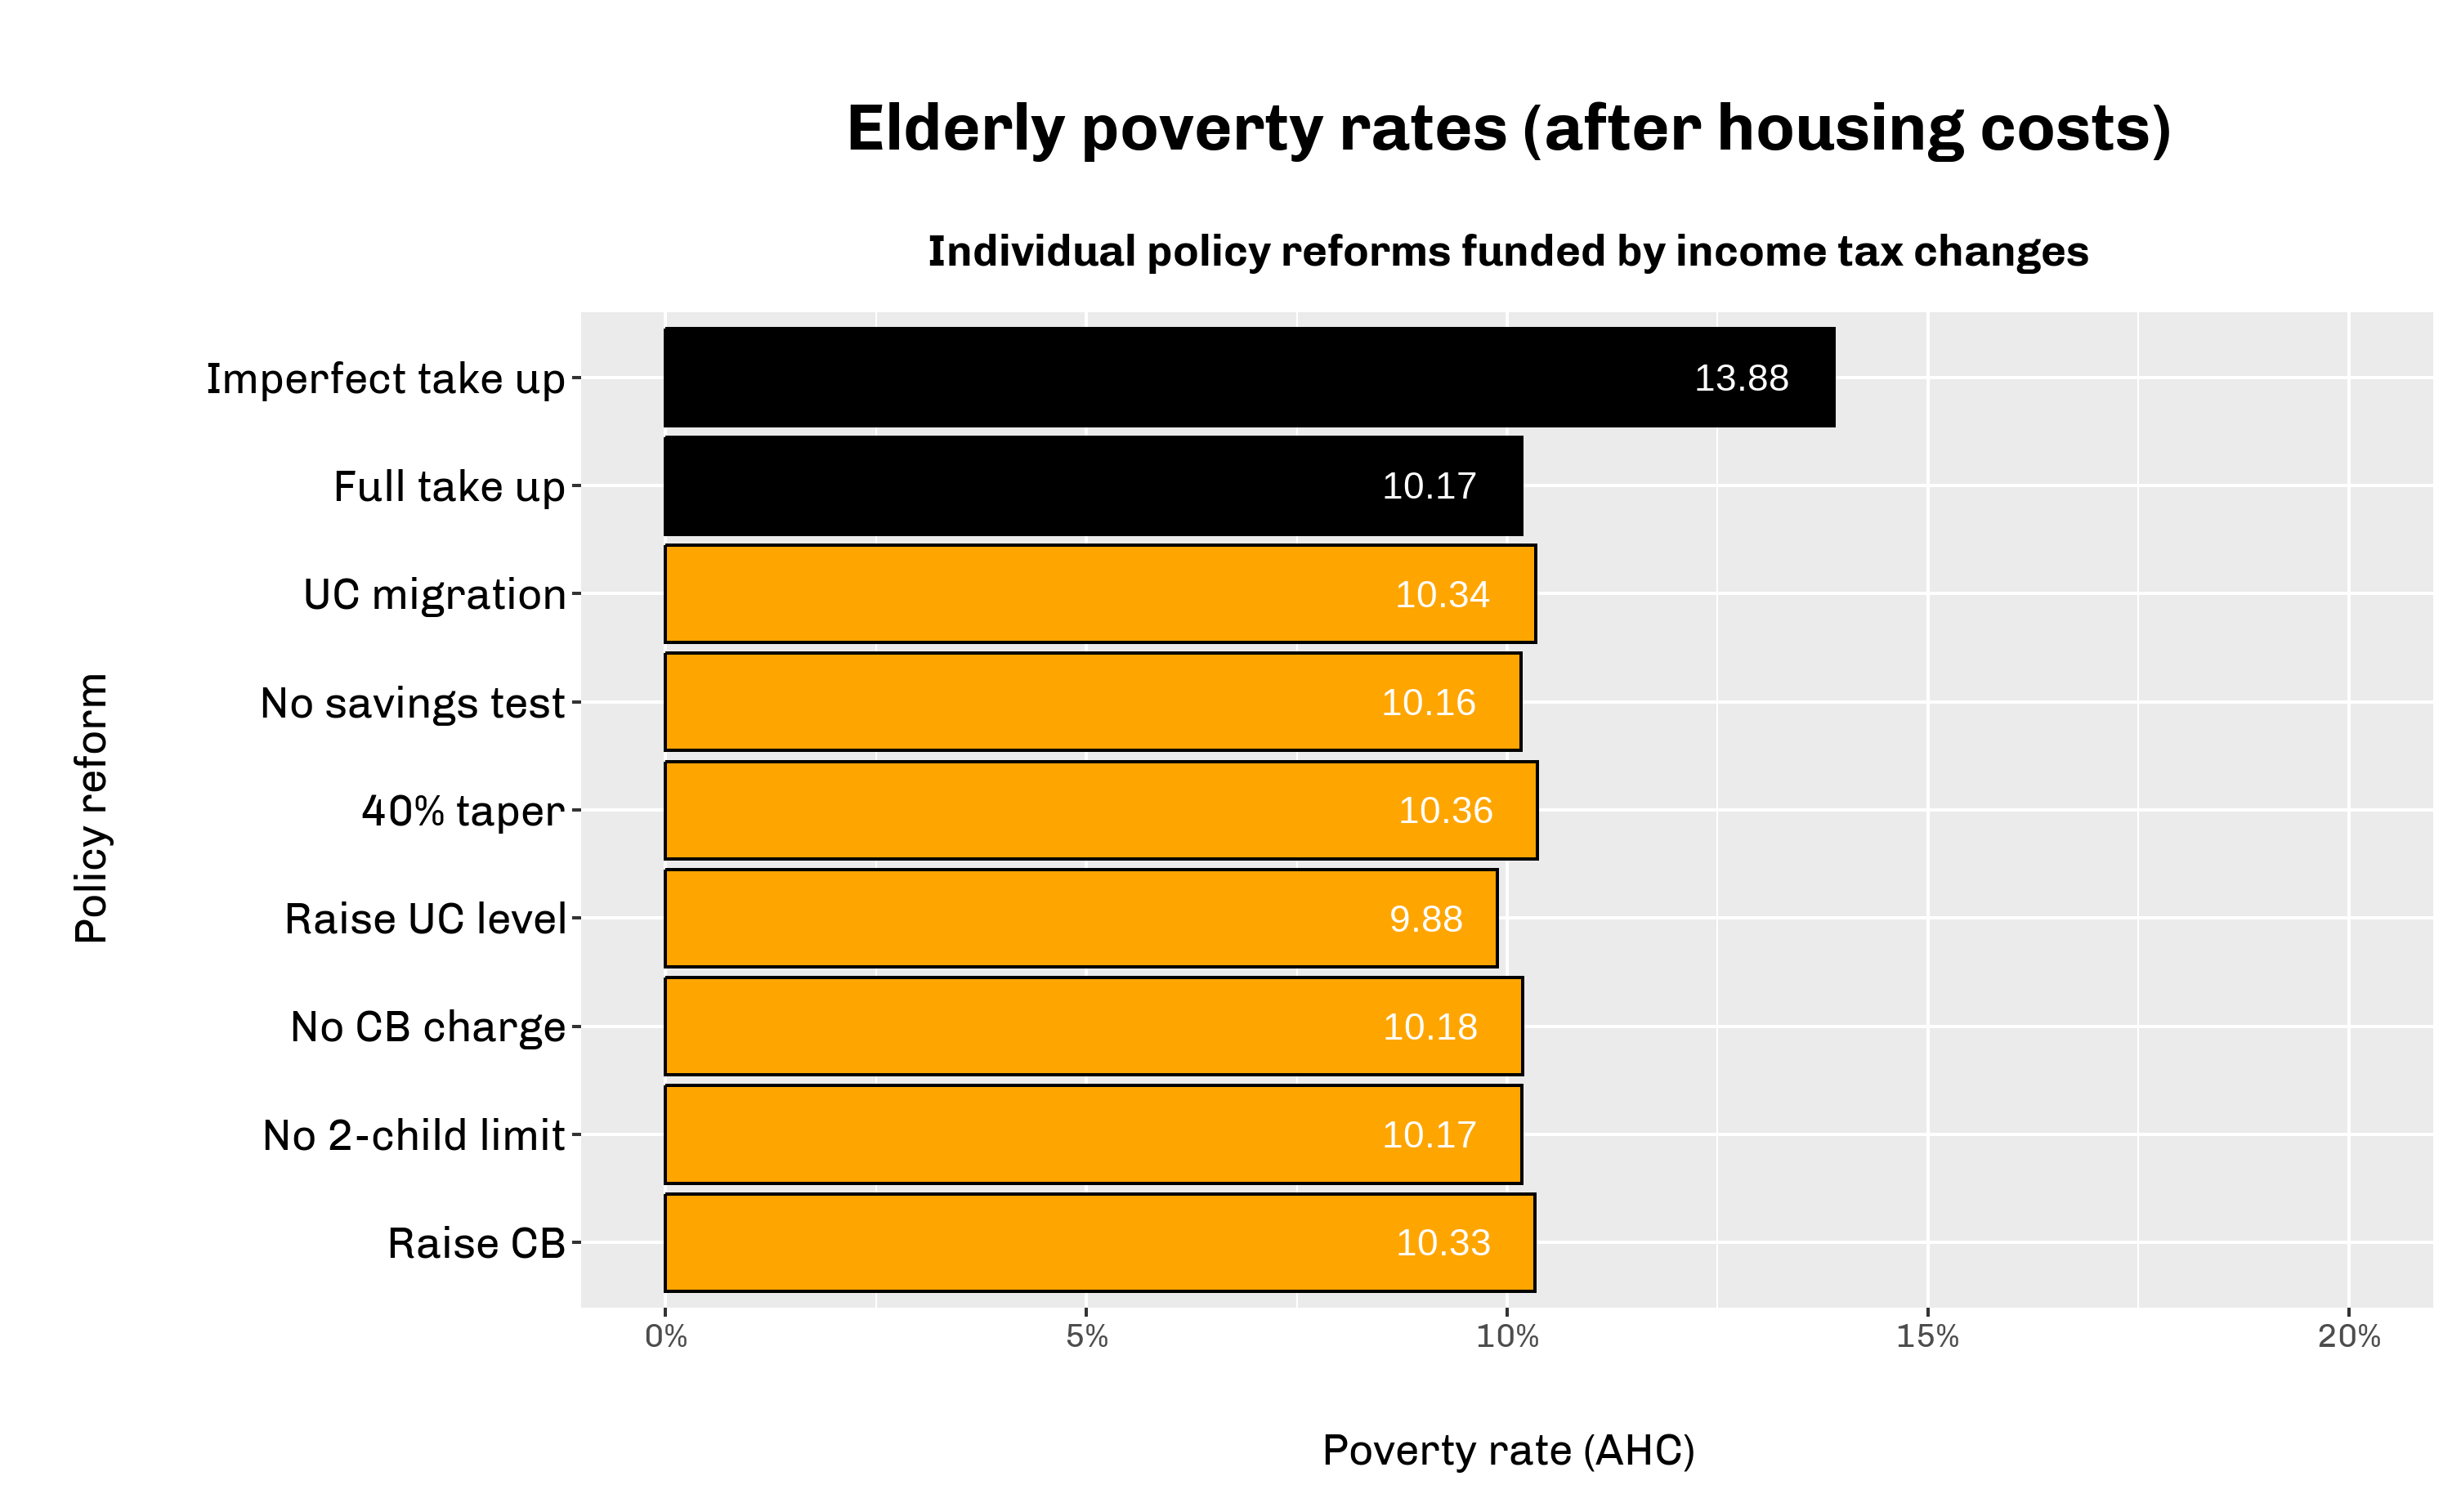 Elderly poverty rates (after housing costs)
Individual policy reforms funded by income tax changes
Policy reform
Imperfect take up 13.88
Full take up 10.17
UC migration 10.34
No savings test 10.16
40% taper 10.36
Raise UC level 9.88
No CB charge 10.18
No 2-child limit 10.17
Raise CB 10.33
0% 5% 10% 15% 20%
Poverty rate (AHC)